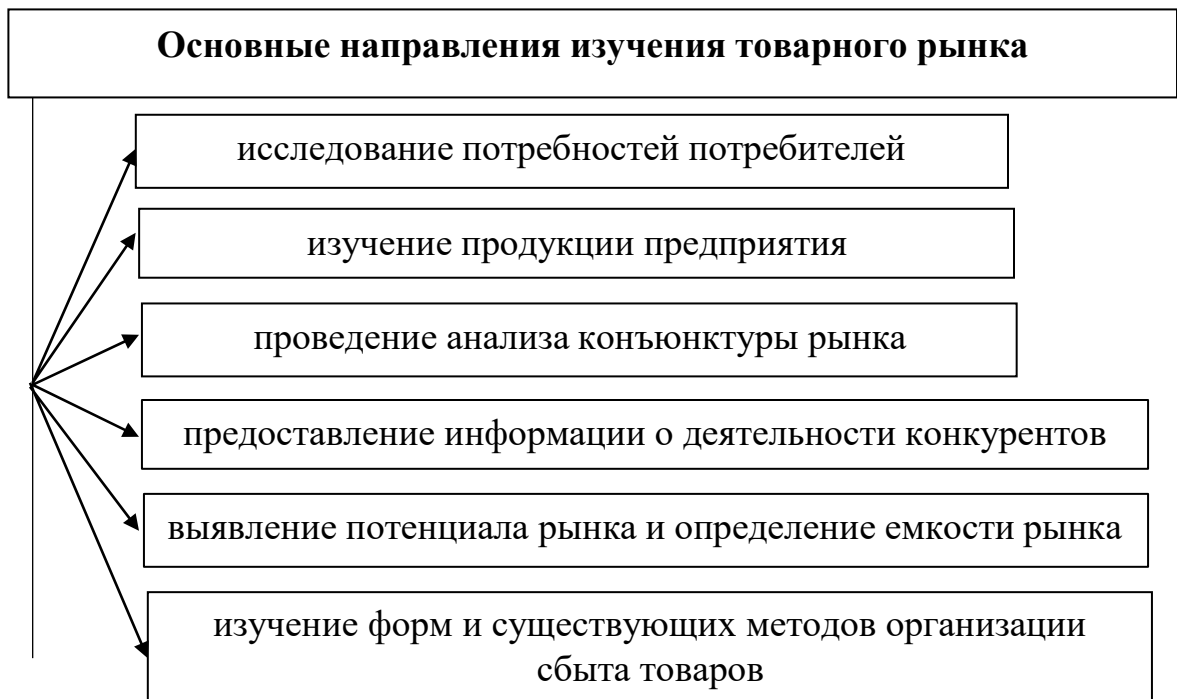 Основные направления изучения товарного рынка
исследование потребностей потребителей
изучение продукции предприятия
проведение анализа конъюнктуры рынка
предоставление информации о деятельности конкурентов
выявление потенциала рынка и определение емкости рынка
изучение форм и существующих методов организации
сбыта товаров